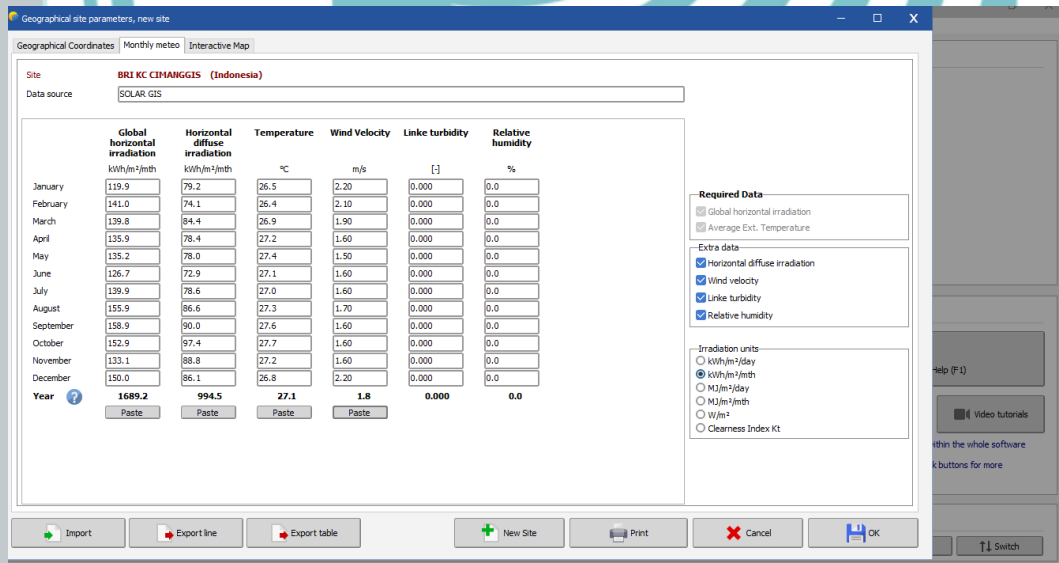 Geographical site parameters, new site
Geographical Coordinates Monthly meteo Interactive Map
Site BRI KC CIMANGGIS (Indonesia)
Data source SOLAR GIS
Global horizontal irradiation Horizontal diffuse irradiation Temperature Wind Velocity Linke turbidity Relative humidity
kWh/m²/mth kWh/m²/mth °C m/s [-] %
January 119.9 79.2 26.5 2.20 0.000 0.0
February 141.0 74.1 26.4 2.10 0.000 0.0
March 139.8 84.4 26.9 1.90 0.000 0.0
April 135.9 78.4 27.2 1.60 0.000 0.0
May 135.2 78.0 27.4 1.50 0.000 0.0
June 126.7 72.9 27.1 1.60 0.000 0.0
July 139.9 78.6 27.0 1.60 0.000 0.0
August 155.9 86.6 27.3 1.70 0.000 0.0
September 158.9 90.0 27.6 1.60 0.000 0.0
October 152.9 97.4 27.7 1.60 0.000 0.0
November 133.1 88.8 27.2 1.60 0.000 0.0
December 150.0 86.1 26.8 2.20 0.000 0.0
Year ? 1689.2 994.5 27.1 1.8 0.000 0.0
Paste Paste Paste Paste
Required Data
Global horizontal irradiation
Average Ext. Temperature
Extra data
Horizontal diffuse irradiation
Wind velocity
Linke turbidity
Relative humidity
Irradiation units
kWh/m²/day
kWh/m²/mth
MJ/m²/day
MJ/m²/mth
W/m²
Clearness Index Kt
Import Export line Export table New Site Print Cancel OK
Help (F1)
Video tutorials
within the whole software
k buttons for more
Switch